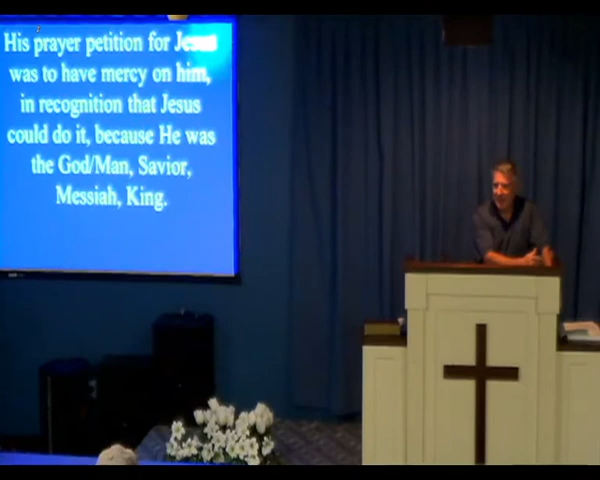 His prayer petition for Jesus
was to have mercy on him,
in recognition that Jesus
could do it, because He was
the God/Man, Savior,
Messiah, King.